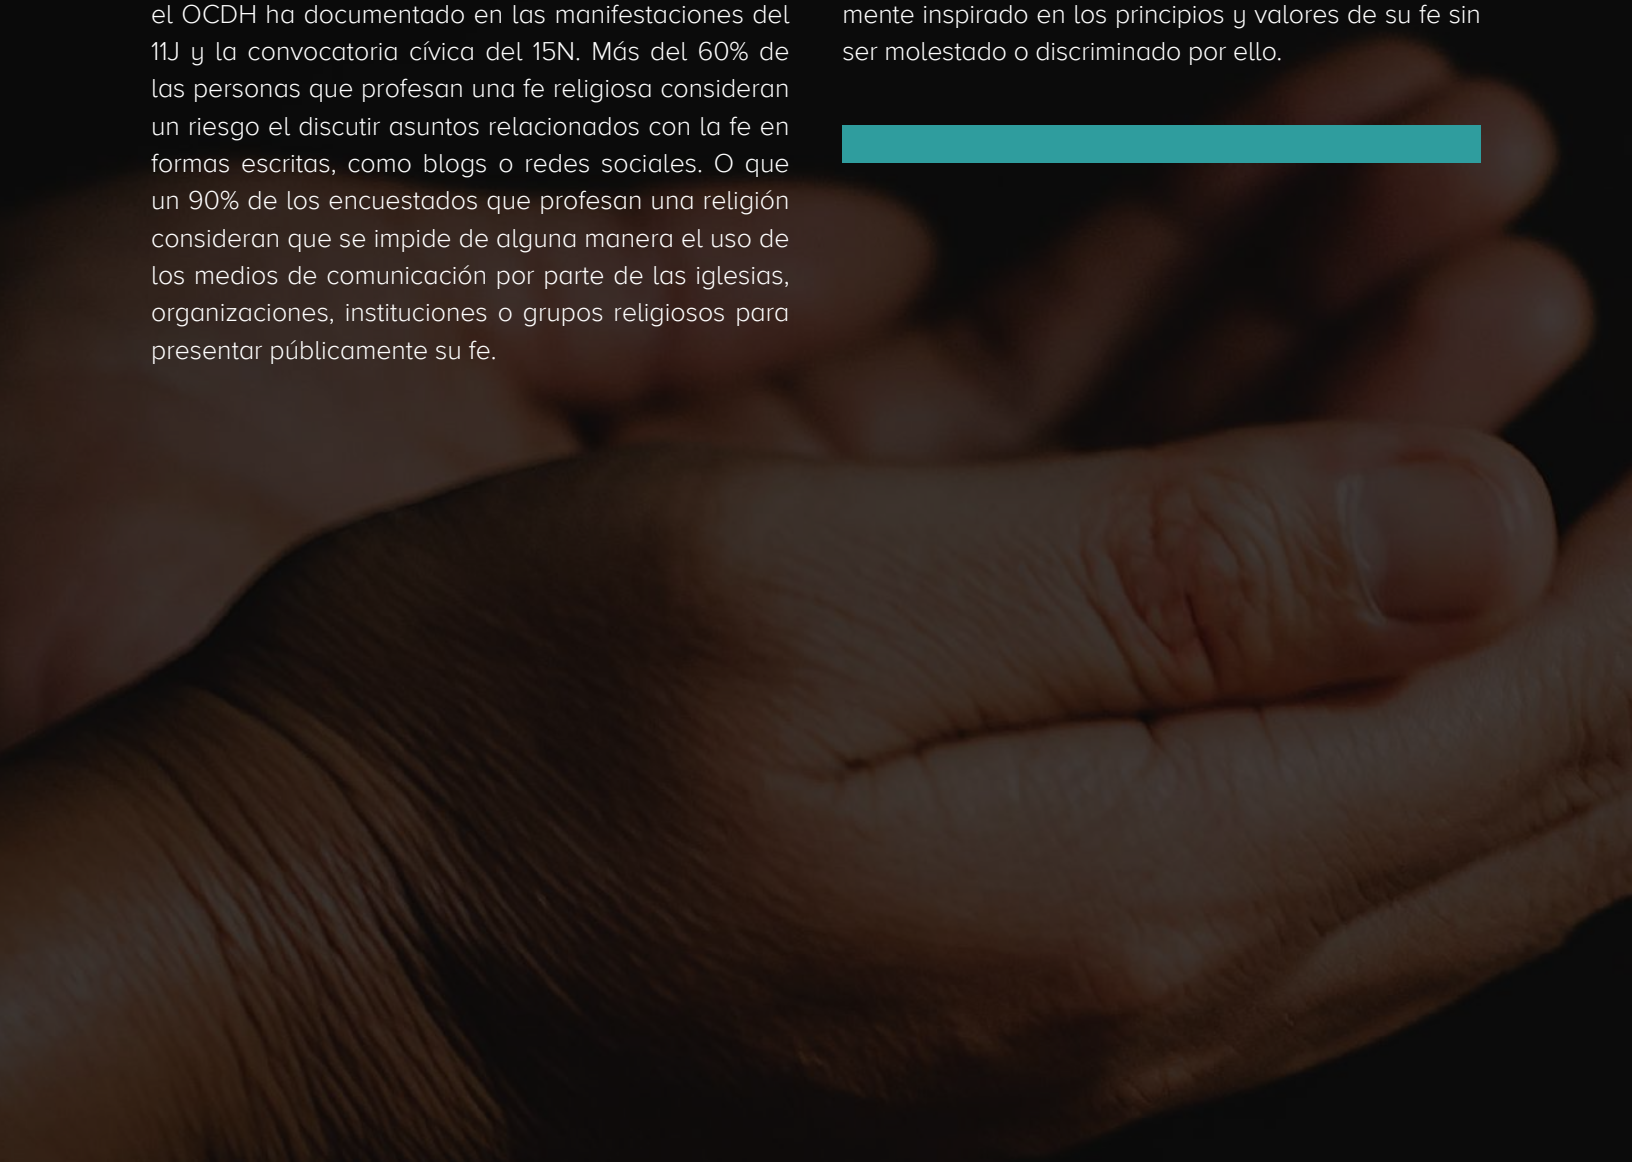 el OCDH ha documentado en las manifestaciones del
11J y la convocatoria cívica del 15N. Más del 60% de
las personas que profesan una fe religiosa consideran
un riesgo el discutir asuntos relacionados con la fe en
formas escritas, como blogs o redes sociales. O que
un 90% de los encuestados que profesan una religión
consideran que se impide de alguna manera el uso de
los medios de comunicación por parte de las iglesias,
organizaciones, instituciones o grupos religiosos para
presentar públicamente su fe.
mente inspirado en los principios y valores de su fe sin
ser molestado o discriminado por ello.